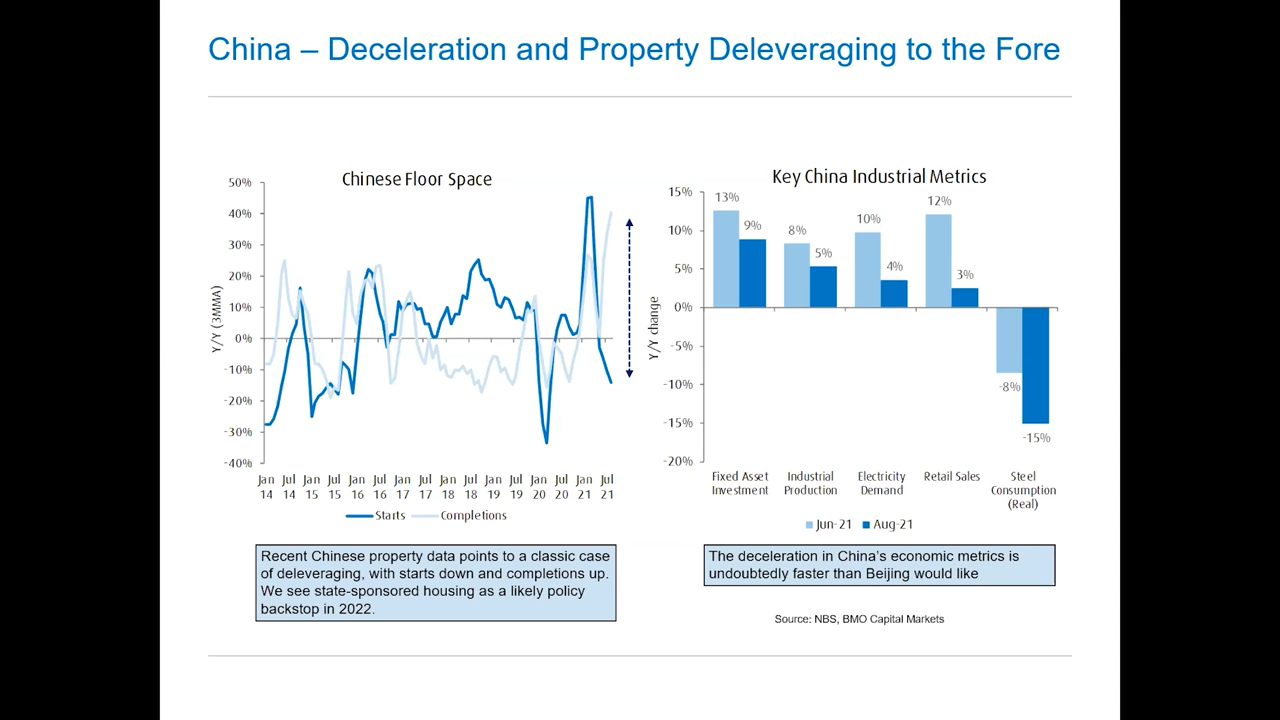 China – Deceleration and Property Deleveraging to the Fore
Chinese Floor Space
Y/Y (3MMA)
50%
40%
30%
20%
10%
0%
-10%
-20%
-30%
-40%
Jan Jul Jan Jul Jan Jul Jan Jul Jan Jul Jan Jul Jan Jul Jan Jul
14 14 15 15 16 16 17 17 18 18 19 19 20 20 21 21
Starts Completions
Recent Chinese property data points to a classic case
of deleveraging, with starts down and completions up.
We see state-sponsored housing as a likely policy
backstop in 2022.
Key China Industrial Metrics
Y/Y change
15%
10%
5%
0%
-5%
-10%
-15%
-20%
13%
9%
8%
5%
10%
4%
12%
3%
-8%
-15%
Fixed Asset
Investment
Industrial
Production
Electricity
Demand
Retail Sales
Steel
Consumption
(Real)
Jun-21 Aug-21
The deceleration in China's economic metrics is
undoubtedly faster than Beijing would like
Source: NBS, BMO Capital Markets